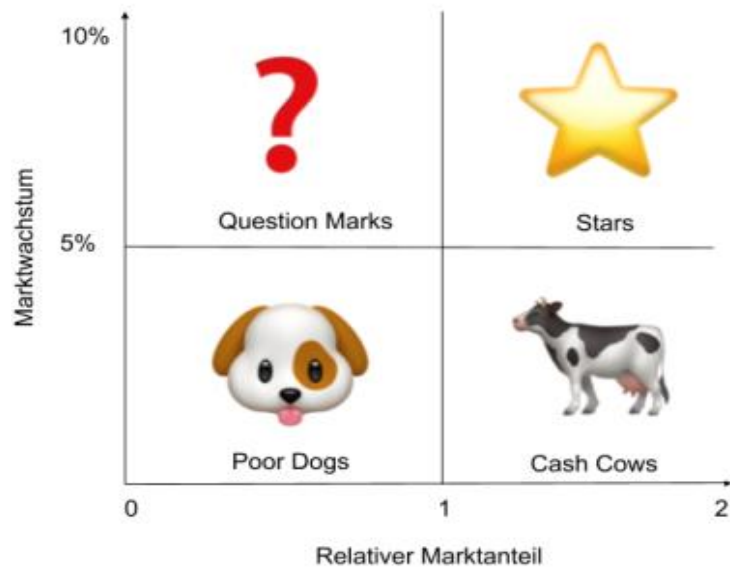 10%
Question Marks
Stars
Marktwachstum
5%
Poor Dogs
Cash Cows
0
1
2
Relativer Marktanteil